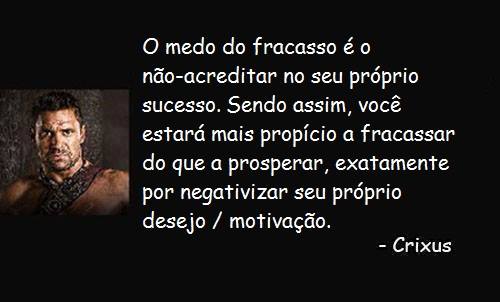 O medo do fracasso é o
não-acreditar no seu próprio
sucesso. Sendo assim, você
estará mais propício a fracassar
do que a prosperar, exatamente
por negativizar seu próprio
desejo / motivação.
- Crixus